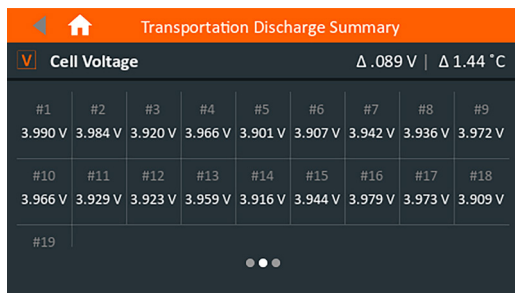 Transportation Discharge Summary
V Cell Voltage Δ .089 V | Δ 1.44 °C
#1 #2 #3 #4 #5 #6 #7 #8 #9
3.990 V 3.984 V 3.920 V 3.966 V 3.901 V 3.907 V 3.942 V 3.936 V 3.972 V
#10 #11 #12 #13 #14 #15 #16 #17 #18
3.966 V 3.929 V 3.923 V 3.959 V 3.916 V 3.944 V 3.979 V 3.973 V 3.909 V
#19